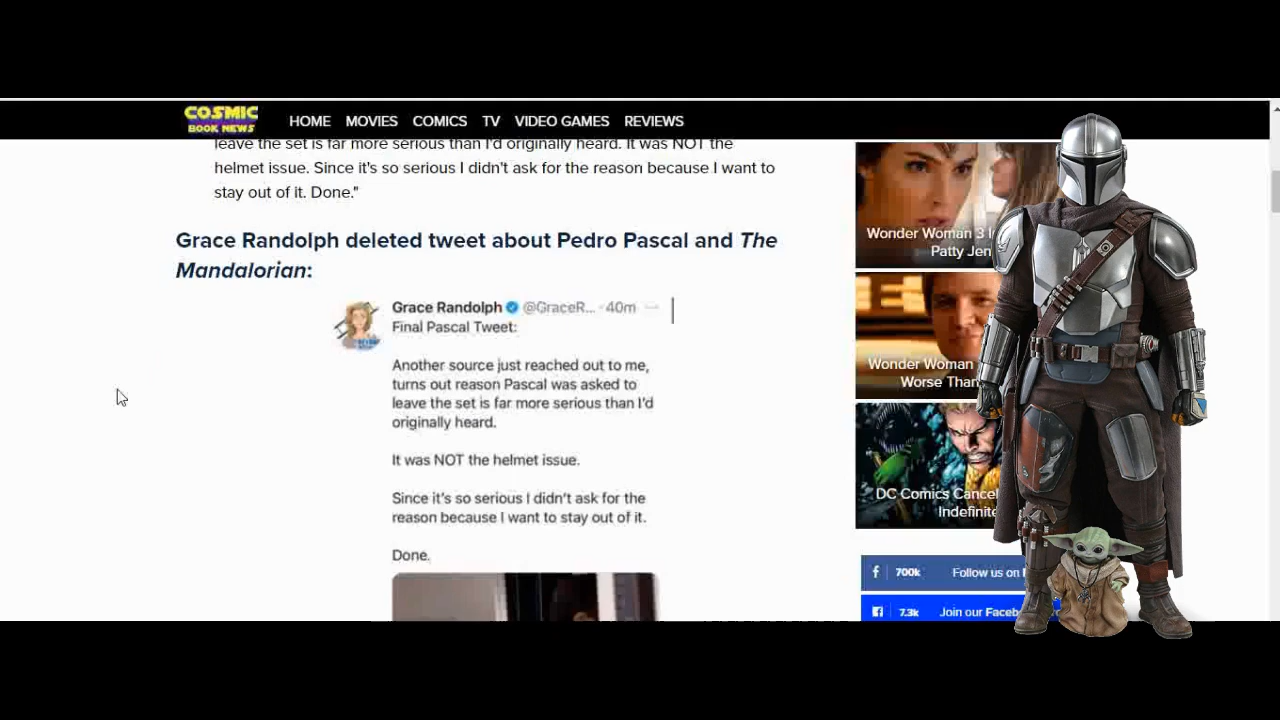 COSMIC
BOOK NEWS
HOME MOVIES COMICS TV VIDEO GAMES REVIEWS
leave the set is far more serious than I'd originally heard. It was NOT the
helmet issue. Since it's so serious I didn't ask for the reason because I want to
stay out of it. Done."
Grace Randolph deleted tweet about Pedro Pascal and The
Mandalorian:
Grace Randolph @GraceR... · 40m ...
Final Pascal Tweet:
Another source just reached out to me,
turns out reason Pascal was asked to
leave the set is far more serious than I'd
originally heard.
It was NOT the helmet issue.
Since it's so serious I didn't ask for the
reason because I want to stay out of it.
Done.
Wonder Woman 3
Patty Jen
Wonder Woman
Worse Than
DC Comics Cancel
Indefinite
700k Follow us on
7.3k Join our Faceb